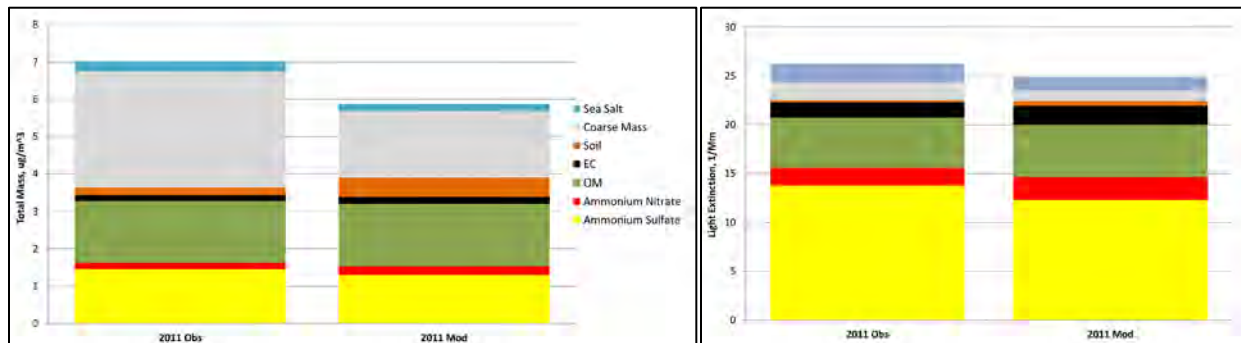 Total Mass, ug/m^3
8
7
6
5
4
3
2
1
0
2011 Obs
2011 Mod
Sea Salt
Coarse Mass
Soil
EC
OM
Ammonium Nitrate
Ammonium Sulfate
Light Extinction, 1/Mm
30
25
20
15
10
5
0
2011 Obs
2011 Mod